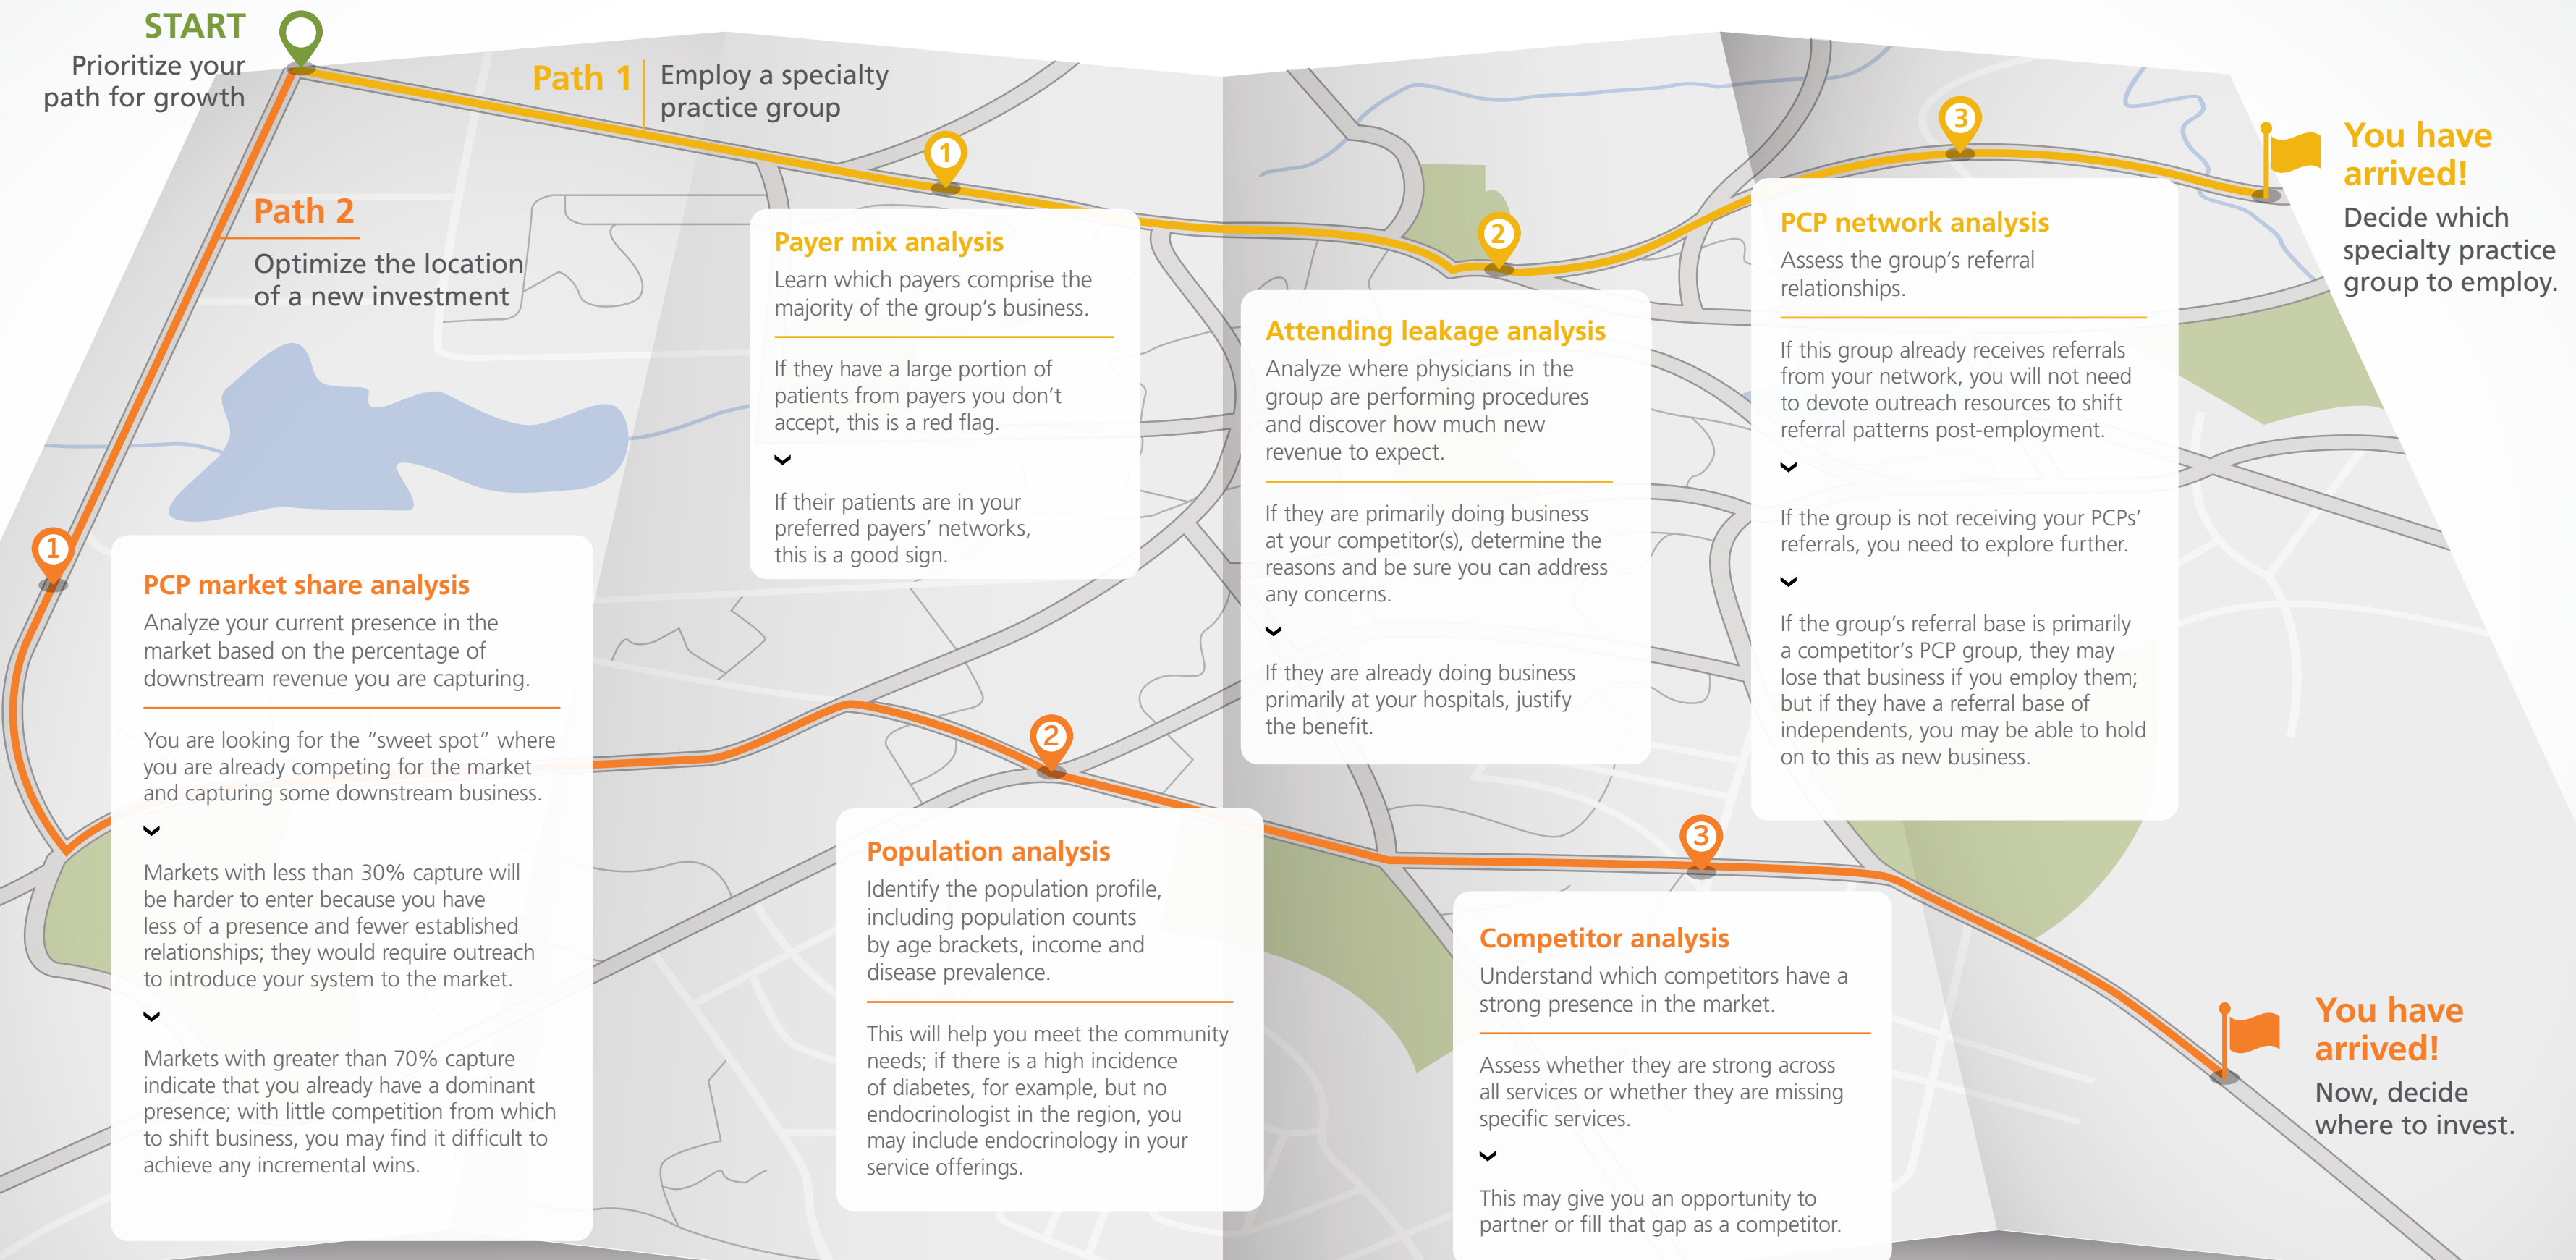 START
Prioritize your
path for growth
Path 1
Employ a specialty
practice group
1
Payer mix analysis
Learn which payers comprise the
majority of the group’s business.
If they have a large portion of
patients from payers you don’t
accept, this is a red flag.
If their patients are in your
preferred payers’ networks,
this is a good sign.
2
Attending leakage analysis
Analyze where physicians in the
group are performing procedures
and discover how much new
revenue to expect.
If they are primarily doing business
at your competitor(s), determine the
reasons and be sure you can address
any concerns.
If they are already doing business
primarily at your hospitals, justify
the benefit.
3
PCP network analysis
Assess the group’s referral
relationships.
If this group already receives referrals
from your network, you will not need
to devote outreach resources to shift
referral patterns post-employment.
If the group is not receiving your PCPs’
referrals, you need to explore further.
If the group’s referral base is primarily
a competitor’s PCP group, they may
lose that business if you employ them;
but if they have a referral base of
independents, you may be able to hold
on to this as new business.
You have
arrived!
Decide which
specialty practice
group to employ.
Path 2
Optimize the location
of a new investment
1
PCP market share analysis
Analyze your current presence in the
market based on the percentage of
downstream revenue you are capturing.
You are looking for the “sweet spot” where
you are already competing for the market
and capturing some downstream business.
Markets with less than 30% capture will
be harder to enter because you have
less of a presence and fewer established
relationships; they would require outreach
to introduce your system to the market.
Markets with greater than 70% capture
indicate that you already have a dominant
presence; with little competition from which
to shift business, you may find it difficult to
achieve any incremental wins.
2
Population analysis
Identify the population profile,
including population counts
by age brackets, income and
disease prevalence.
This will help you meet the community
needs; if there is a high incidence
of diabetes, for example, but no
endocrinologist in the region, you
may include endocrinology in your
service offerings.
3
Competitor analysis
Understand which competitors have a
strong presence in the market.
Assess whether they are strong across
all services or whether they are missing
specific services.
This may give you an opportunity to
partner or fill that gap as a competitor.
You have
arrived!
Now, decide
where to invest.